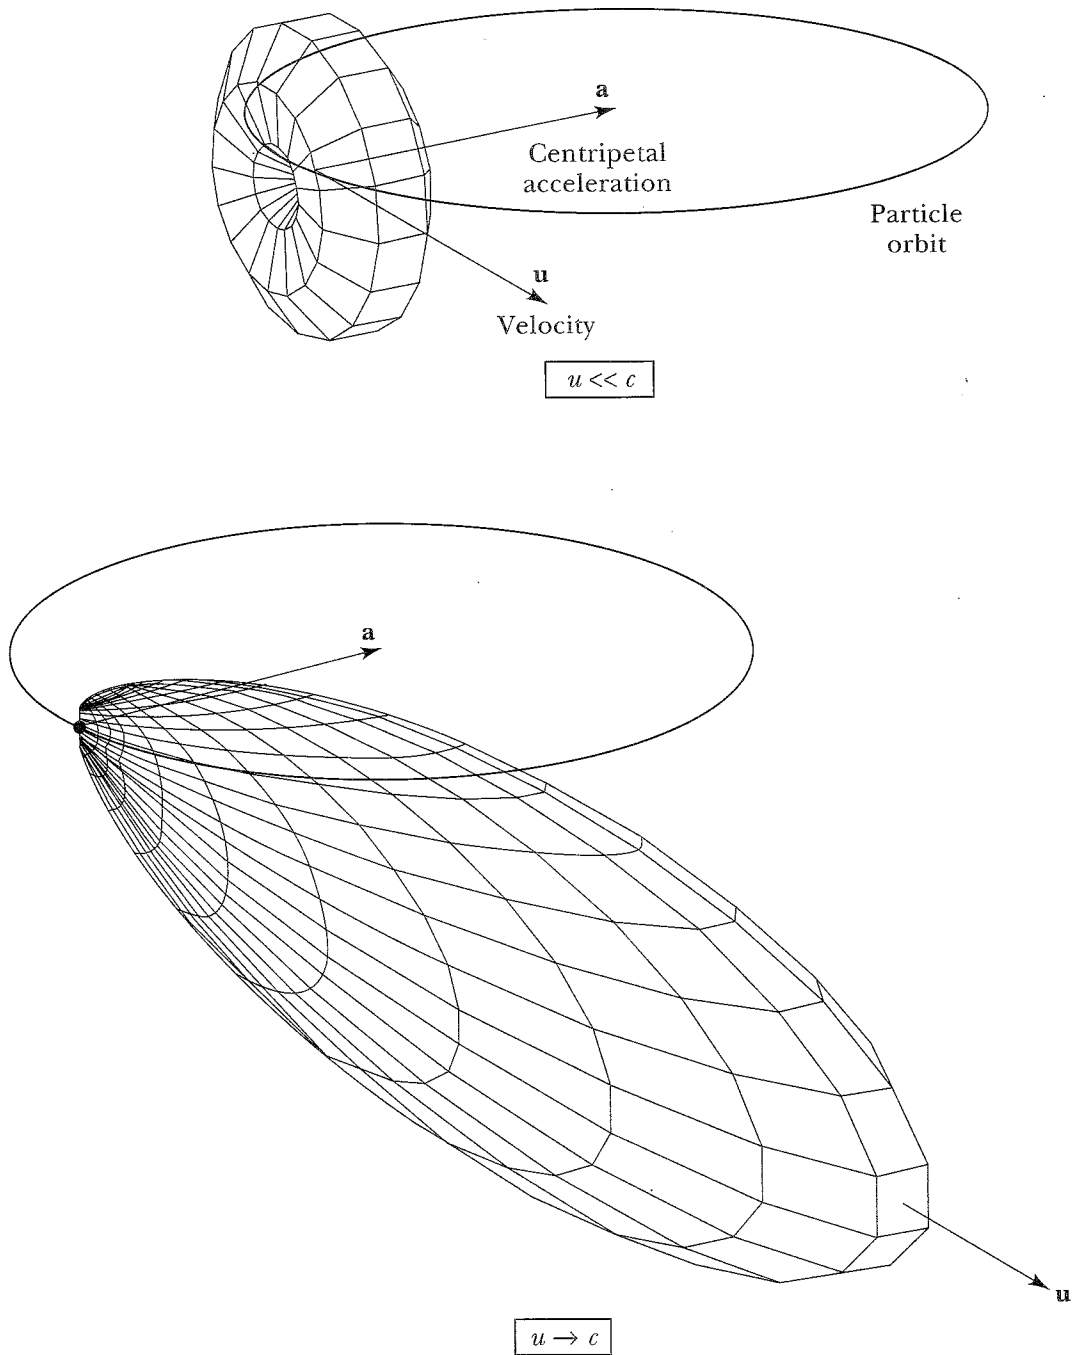 a
Centripetal
acceleration
Particle
orbit
u
Velocity
u << c
a
u
u → c